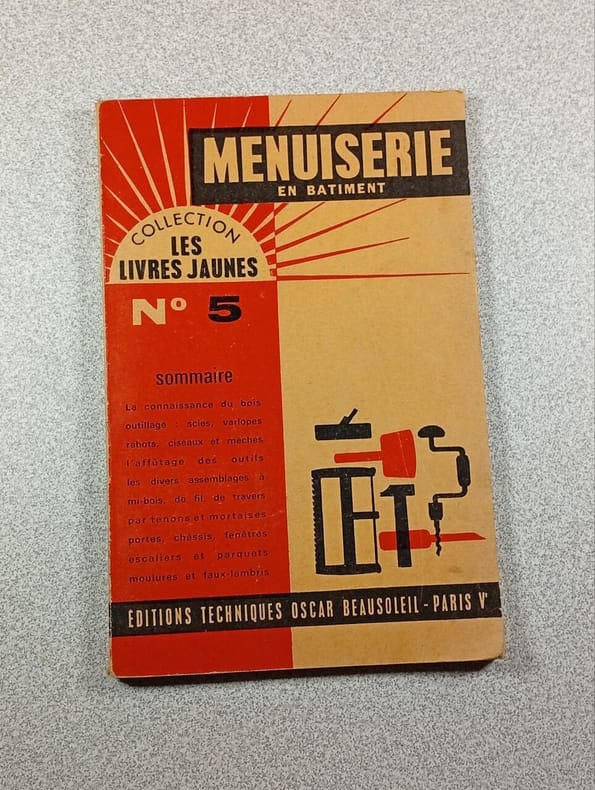 MENUISERIE
EN BATIMENT
COLLECTION
LES
LIVRES JAUNES
Nº 5
sommaire
La connaissance du bois
outillage : scies, varlopes
rabots, ciseaux et mèches
l'affûtage des outils
les divers assemblages à
mi-bois, de fil, de travers
par tenons et mortaises
portes, châssis, fenêtres
escaliers et parquets
moulures et faux-lambris
ÉDITIONS TECHNIQUES OSCAR BEAUSOLEIL - PARIS Ve